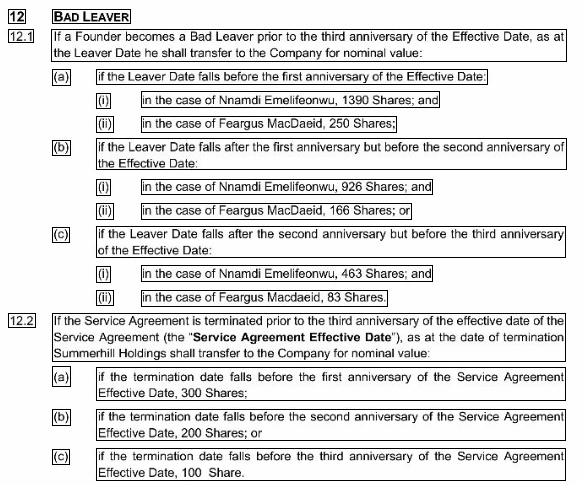 12 BAD LEAVER
12.1 If a Founder becomes a Bad Leaver prior to the third anniversary of the Effective Date, as at
the Leaver Date he shall transfer to the Company for nominal value:
(a) if the Leaver Date falls before the first anniversary of the Effective Date:
(i) in the case of Nnamdi Emelifeonwu, 1390 Shares; and
(ii) in the case of Feargus MacDaeid, 250 Shares;
(b) if the Leaver Date falls after the first anniversary but before the second anniversary of
the Effective Date:
(i) in the case of Nnamdi Emelifeonwu, 926 Shares; and
(ii) in the case of Feargus MacDaeid, 166 Shares; or
(c) if the Leaver Date falls after the second anniversary but before the third anniversary
of the Effective Date:
(i) in the case of Nnamdi Emelifeonwu, 463 Shares; and
(ii) in the case of Feargus Macdaeid, 83 Shares.
12.2 If the Service Agreement is terminated prior to the third anniversary of the effective date of the
Service Agreement (the "Service Agreement Effective Date"), as at the date of termination
Summerhill Holdings shall transfer to the Company for nominal value:
(a) if the termination date falls before the first anniversary of the Service Agreement
Effective Date, 300 Shares;
(b) if the termination date falls before the second anniversary of the Service Agreement
Effective Date, 200 Shares; or
(c) if the termination date falls before the third anniversary of the Service Agreement
Effective Date, 100 Share.